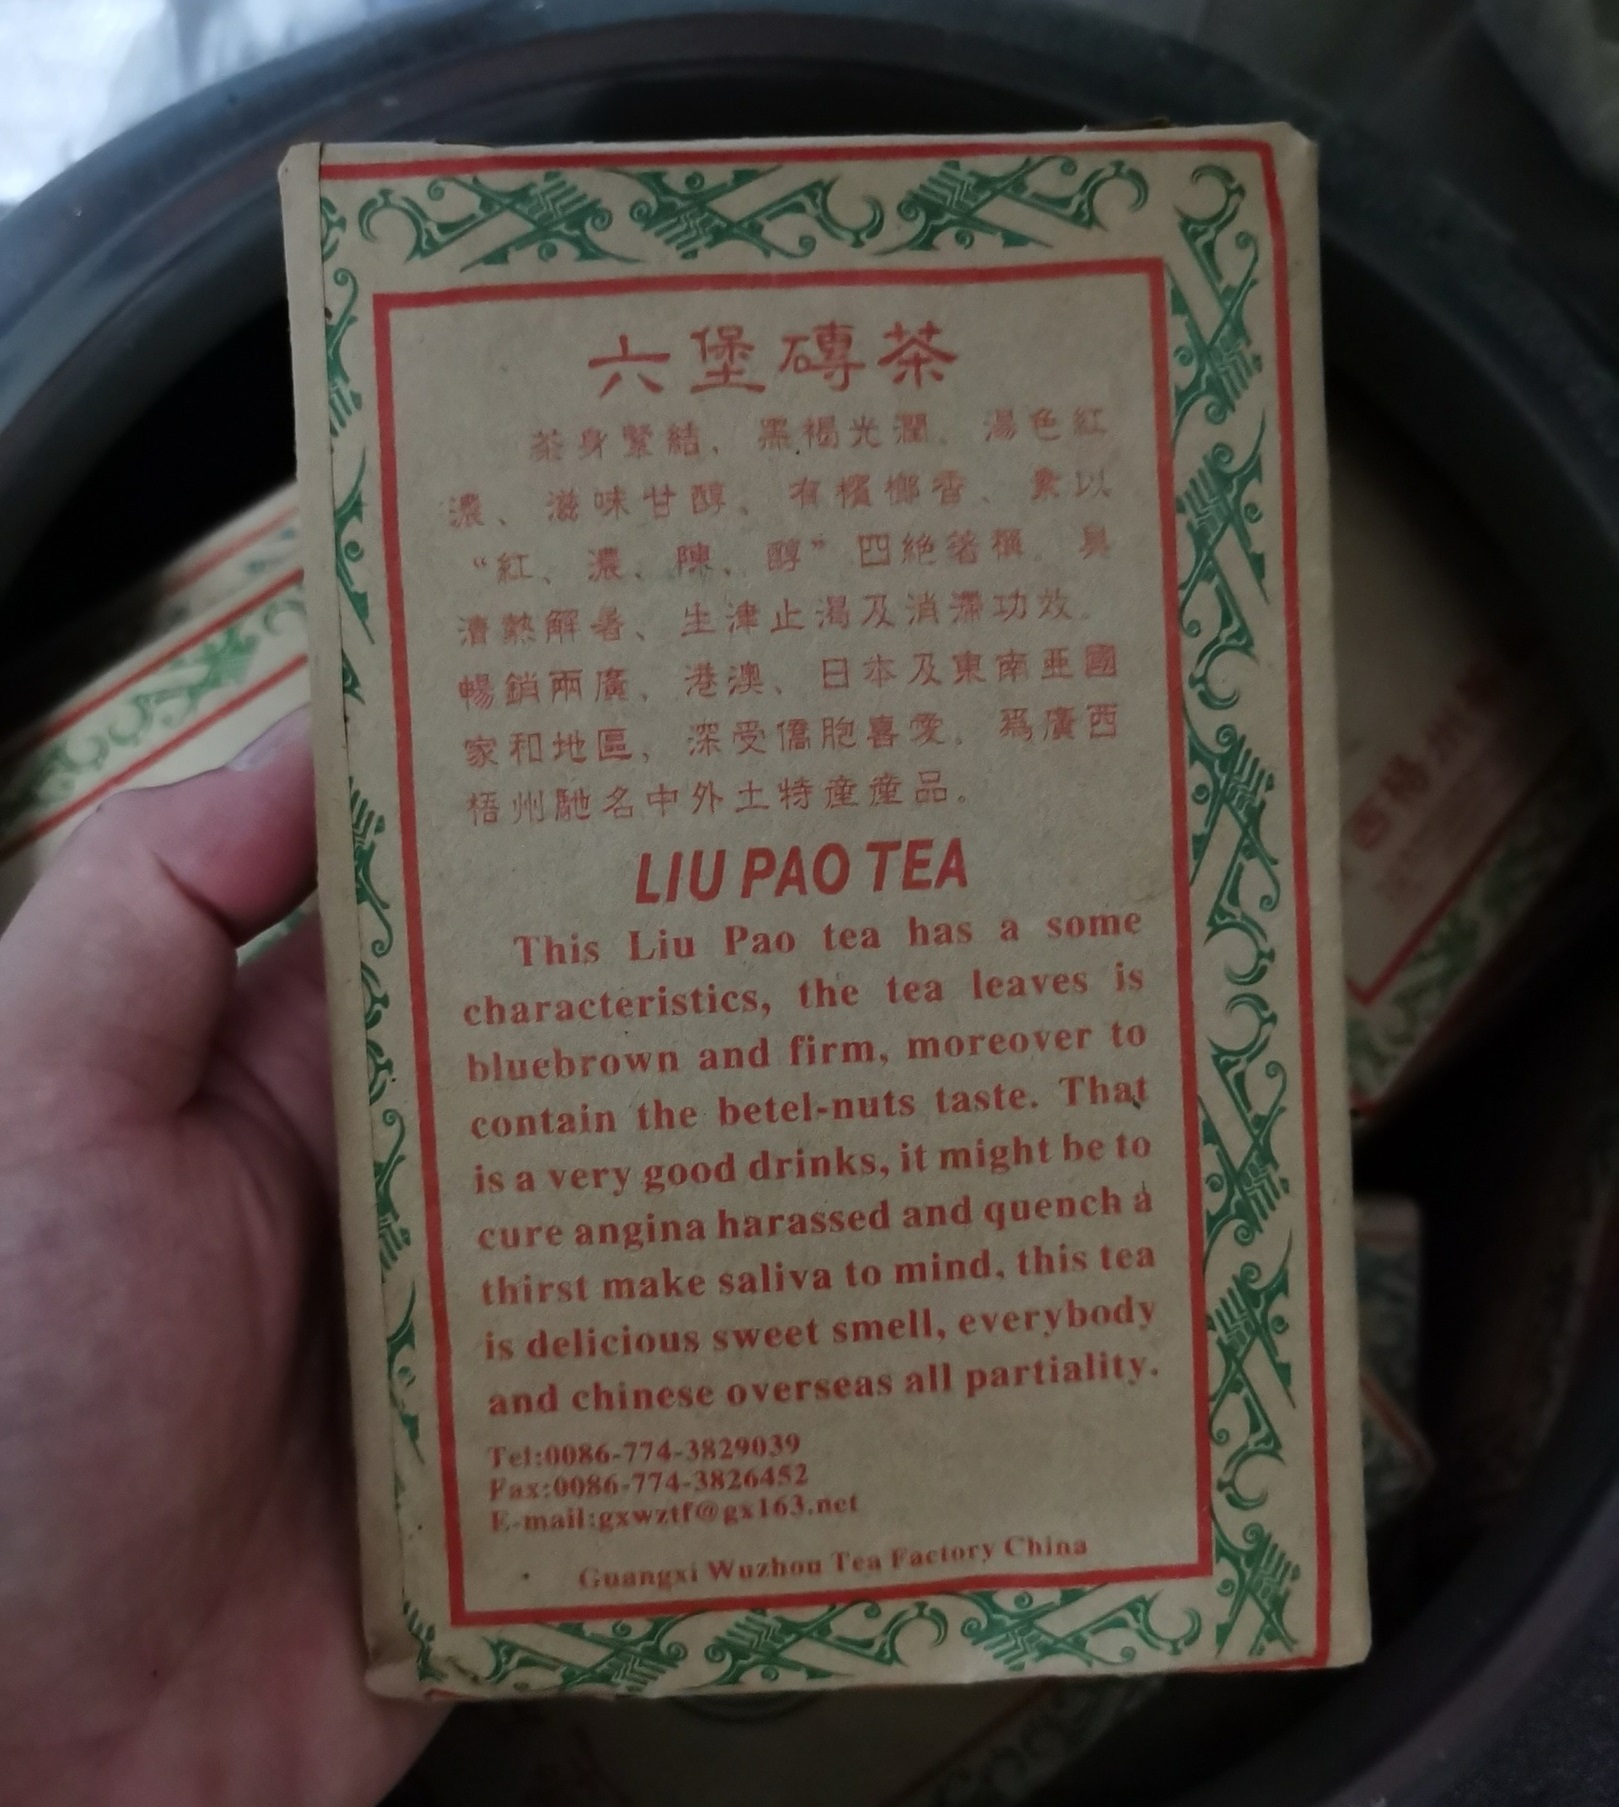 六堡磚茶
茶身緊結、黑褐光潤、湯色紅
濃、滋味甘醇、有檳榔香、素以
“紅、濃、陳、醇”四絶著稱。具
清熱解暑、生津止渴及消滯功效。
暢銷兩廣、港澳、日本及東南亞國
家和地區，深受僑胞喜愛。爲廣西
梧州馳名中外土特產產品。
LIU PAO TEA
This Liu Pao tea has a some
characteristics, the tea leaves is
bluebrown and firm, moreover to
contain the betel-nuts taste. That
is a very good drinks, it might be to
cure angina harassed and quench a
thirst make saliva to mind, this tea
is delicious sweet smell, everybody
and chinese overseas all partiality.
Tel:0086-774-3829039
Fax:0086-774-3826452
E-mail:gxwztf@gx163.net
Guangxi Wuzhou Tea Factory China